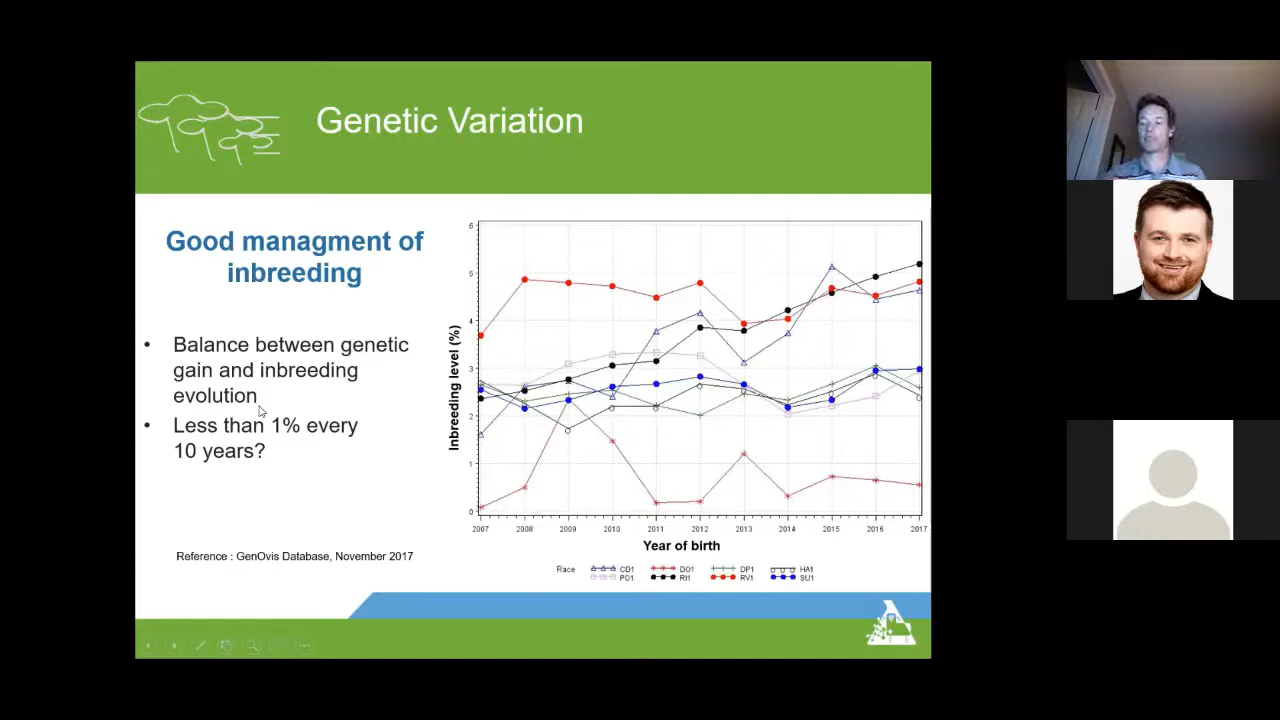 Genetic Variation
Good managment of
inbreeding
• Balance between genetic
gain and inbreeding
evolution
• Less than 1% every
10 years?
Reference : GenOvis Database, November 2017
Inbreeding level (%)
6
5
4
3
2
1
0
2007 2008 2009 2010 2011 2012 2013 2014 2015 2016 2017
Year of birth
Race CD1 DO1 DP1 HA1
PO1 RI1 RV1 SU1